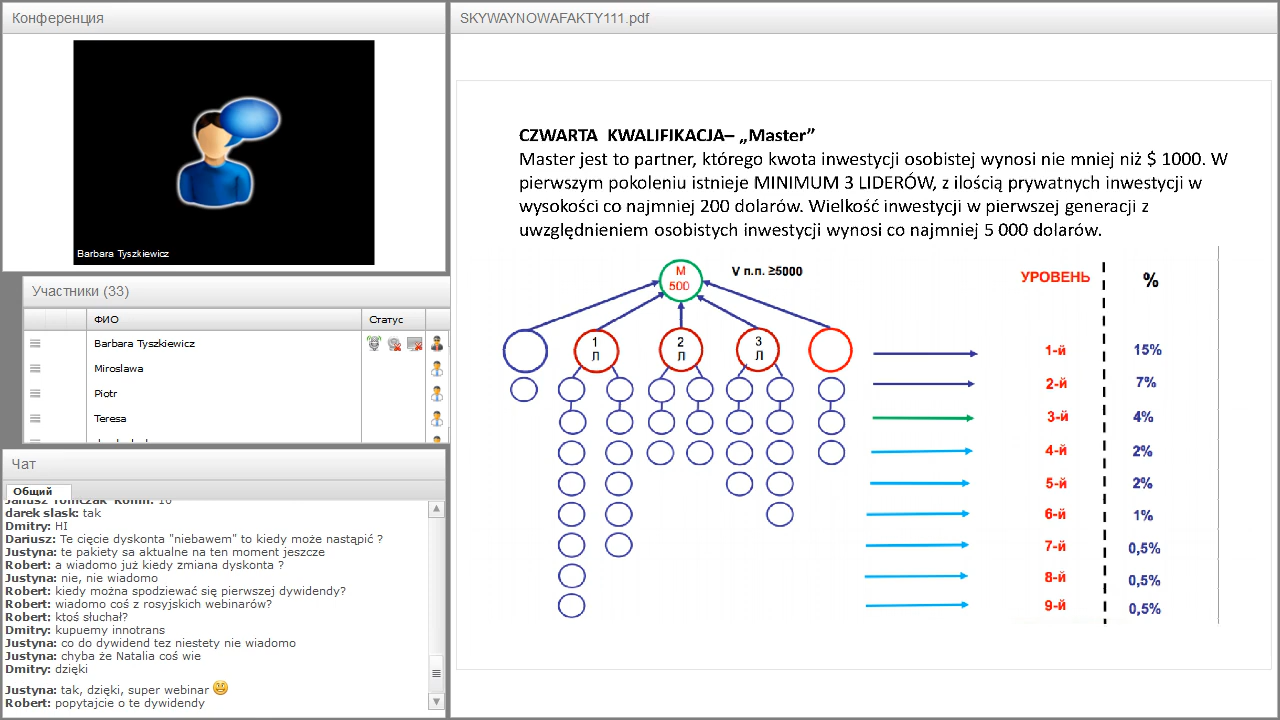 Конференция
Barbara Tyszkiewicz
Участники (33)
ФИО Статус
Barbara Tyszkiewicz
Miroslawa
Piotr
Teresa
Чат
Общий
darek slask: tak
Dmitry: HI
Dariusz: Te cięcie dyskonta "niebawem" to kiedy może nastąpić ?
Justyna: te pakiety sa aktuane na ten moment jeszcze
Robert: a wiadomo już kiedy zmiana dyskonta ?
Justyna: nie, nie wiadomo
Robert: kiedy można spodziewać się pierwszej dywidendy?
Robert: wiadomo coś z rosyjskich webinarów?
Robert: ktoś słuchał?
Dmitry: kupuemy innotrans
Justyna: co do dywidend tez niestety nie wiadomo
Justyna: chyba że Natalia coś wie
Dmitry: dzięki
Justyna: tak, dzięki, super webinar
Robert: popytajcie o te dywidendy
SKYWAYNOWAFAKTY111.pdf
CZWARTA KWALIFIKACJA– „Master”
Master jest to partner, którego kwota inwestycji osobistej wynosi nie mniej niż $ 1000. W
pierwszym pokoleniu istnieje MINIMUM 3 LIDERÓW, z ilością prywatnych inwestycji w
wysokości co najmniej 200 dolarów. Wielkość inwestycji w pierwszej generacji z
uwzględnieniem osobistych inwestycji wynosi co najmniej 5 000 dolarów.
М
500
V п.п. ≥5000
1
Л
2
Л
3
Л
УРОВЕНЬ %
1-й 15%
2-й 7%
3-й 4%
4-й 2%
5-й 2%
6-й 1%
7-й 0,5%
8-й 0,5%
9-й 0,5%